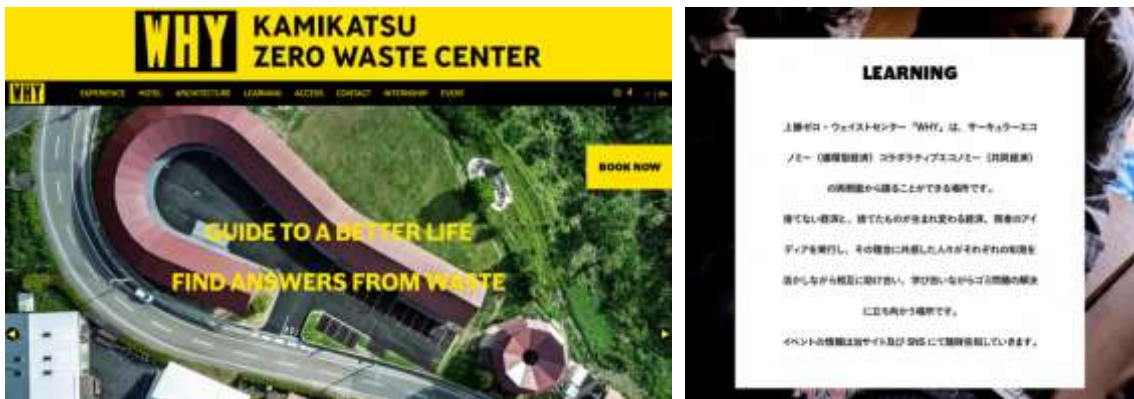 WHY
KAMIKATSU
ZERO WASTE CENTER
WHY
EXPERIENCE HOTEL ARCHITECTURE LEARNING ACCESS CONTACT INTERNSHIP EVENT
BOOK NOW
GUIDE TO A BETTER LIFE
FIND ANSWERS FROM WASTE
LEARNING
上勝ゼロ・ウェイストセンター「WHY」は、サーキュラーエコ
ノミー（循環型経済）コラボラティブエコノミー（共同経済）
の両側面から語ることができる場所です。
捨てない経済と、捨てたものが生まれ変わる経済、両者のアイ
ディアを実行し、その理念に共感した人々がそれぞれの知見を
活かしながら相互に助け合い、学び合いながらゴミ問題の解決
に立ち向かう場所です。
イベントの情報は当サイト及び SNS にて随時告知していきます。